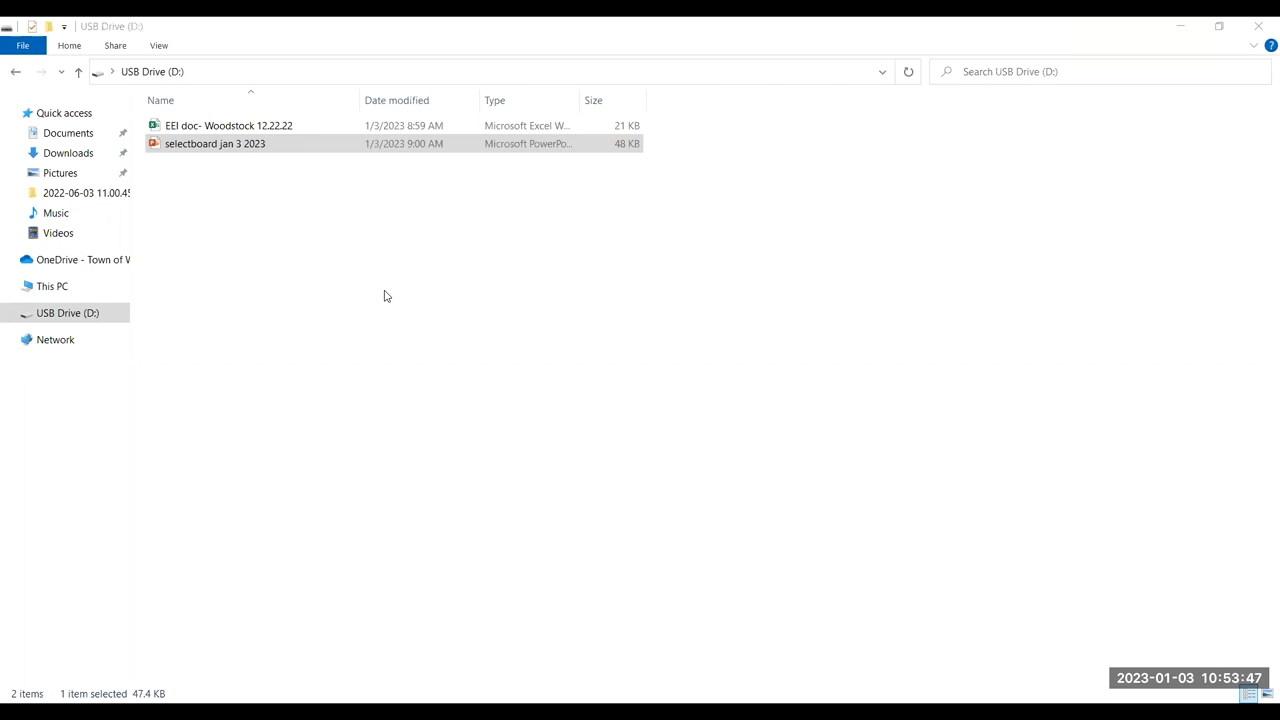 USB Drive (D:)
File Home Share View
USB Drive (D:)
Search USB Drive (D:)
Name Date modified Type Size
EEI doc- Woodstock 12.22.22 1/3/2023 8:59 AM Microsoft Excel W... 21 KB
selectboard jan 3 2023 1/3/2023 9:00 AM Microsoft PowerPo... 48 KB
Quick access
Documents
Downloads
Pictures
2022-06-03 11.00.45
Music
Videos
OneDrive - Town of W
This PC
USB Drive (D:)
Network
2023-01-03 10:53:47
2 items 1 item selected 47.4 KB